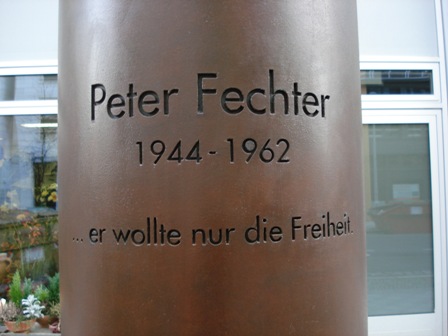 Peter Fechter
1944 - 1962
... er wollte nur die Freiheit.